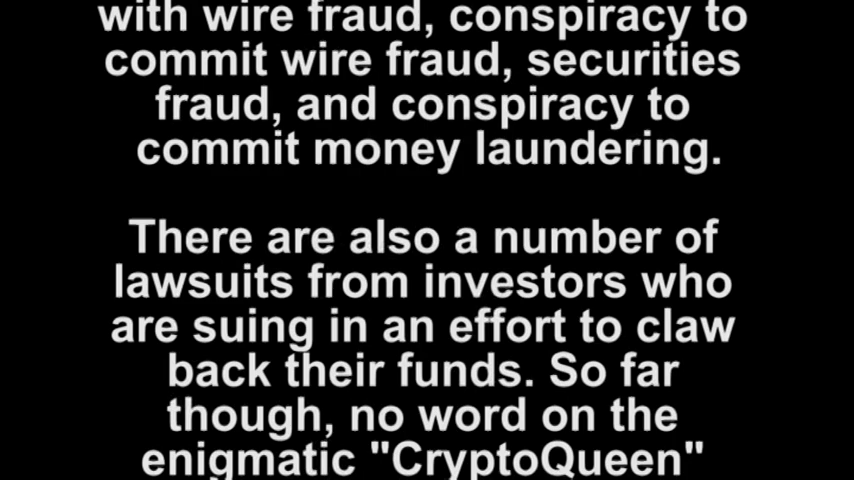 with wire fraud, conspiracy to
commit wire fraud, securities
fraud, and conspiracy to
commit money laundering.
There are also a number of
lawsuits from investors who
are suing in an effort to claw
back their funds. So far
though, no word on the
enigmatic "CryptoQueen"